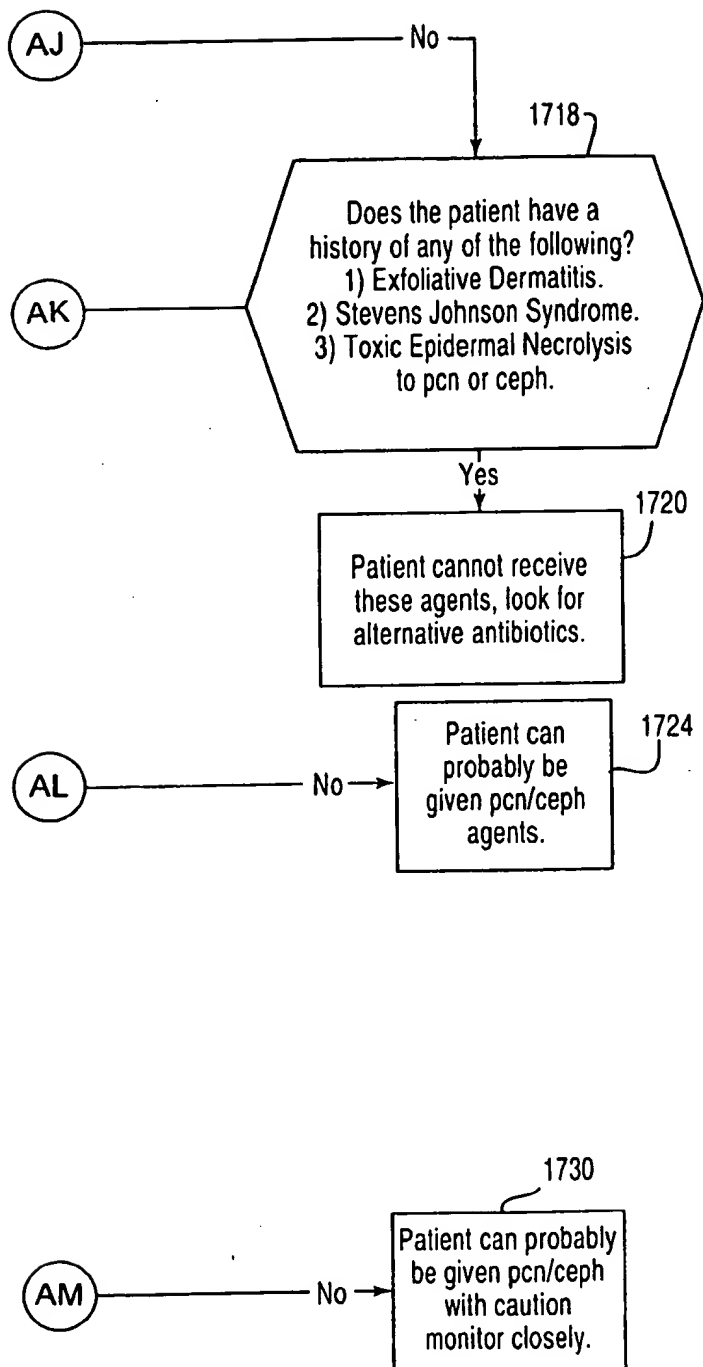 AJ
No
1718
Does the patient have a
history of any of the following?
1) Exfoliative Dermatitis.
2) Stevens Johnson Syndrome.
3) Toxic Epidermal Necrolysis
to pcn or ceph.
AK
Yes
1720
Patient cannot receive
these agents, look for
alternative antibiotics.
1724
Patient can
probably be
given pcn/ceph
agents.
AL
No
1730
Patient can probably
be given pcn/ceph
with caution
monitor closely.
AM
No